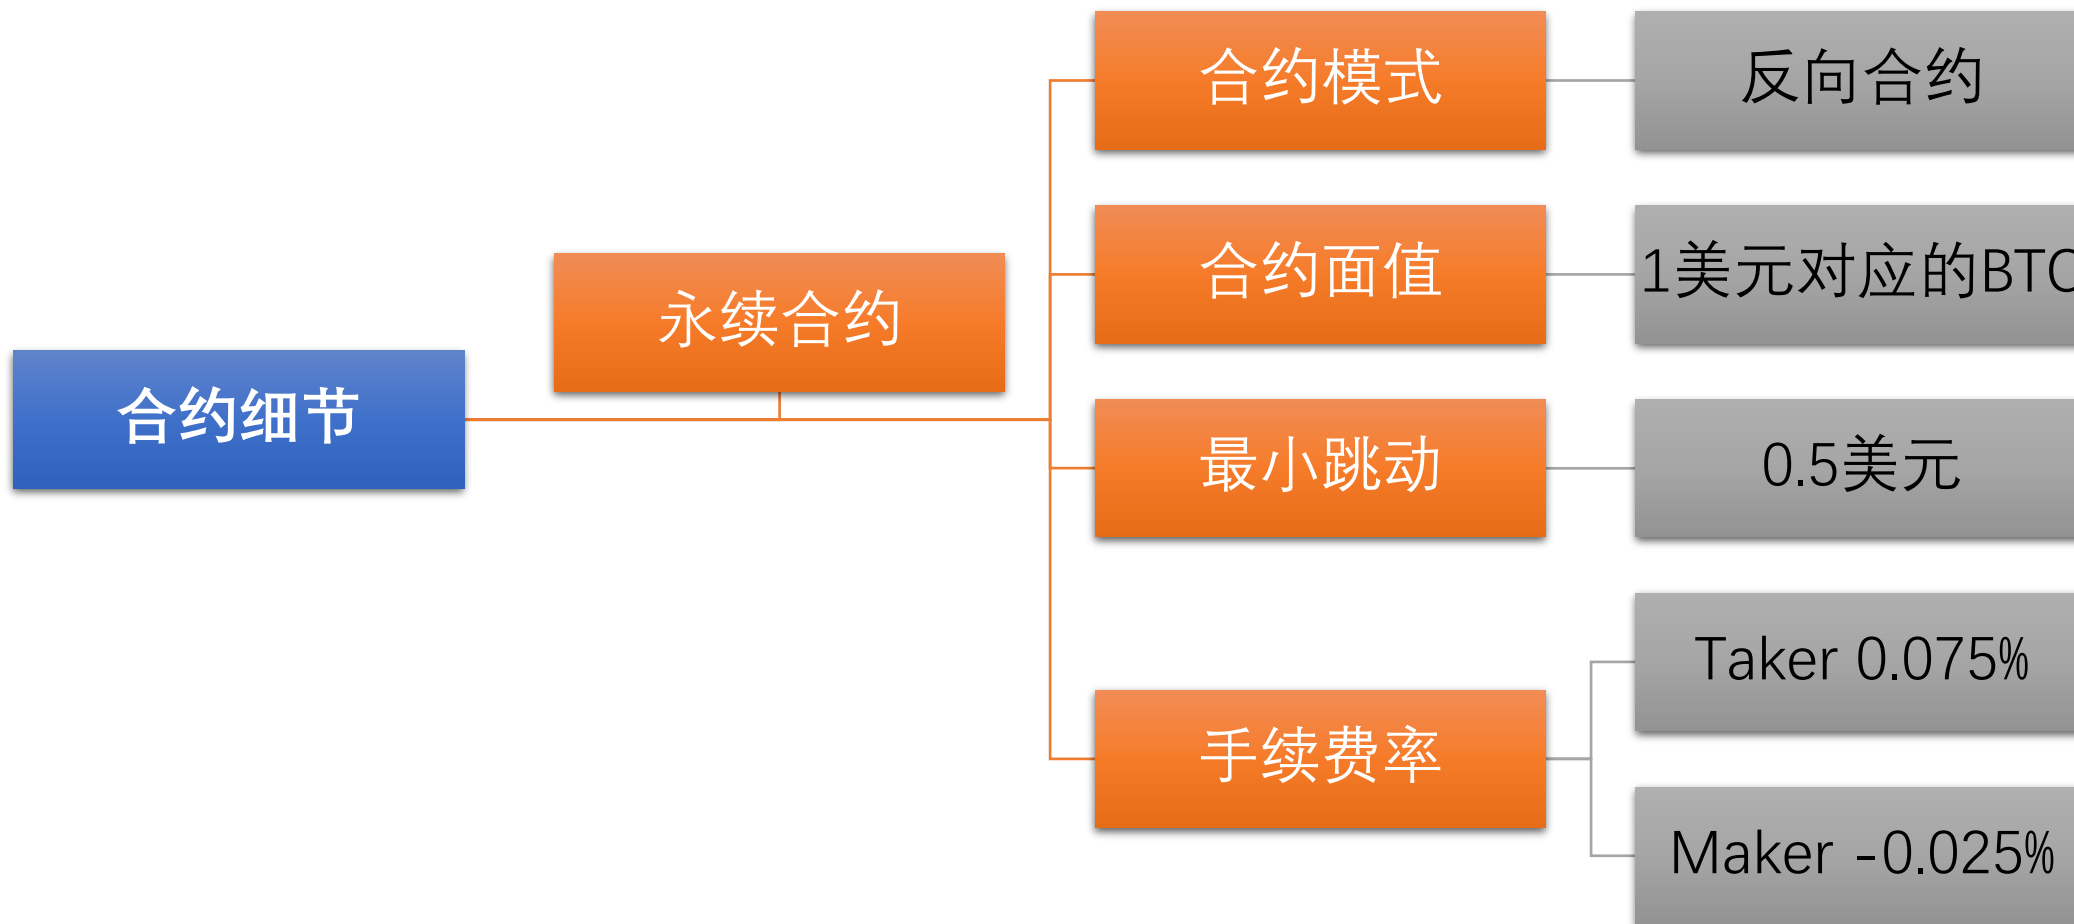 合约细节
永续合约
合约模式
反向合约
合约面值
1美元对应的BTC
最小跳动
0.5美元
手续费率
Taker 0.075%
Maker -0.025%